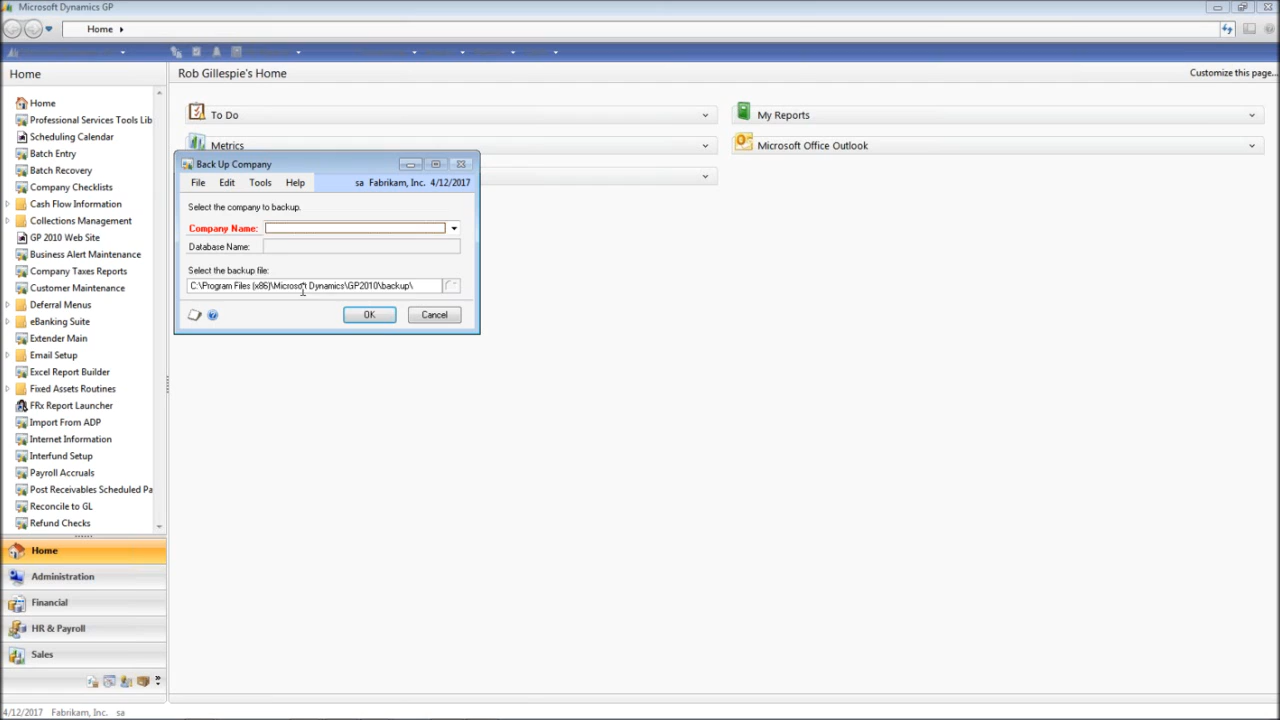 Microsoft Dynamics GP
Home
Home
Rob Gillespie's Home
Customize this page...
Home
Professional Services Tools Lib
Scheduling Calendar
Batch Entry
Batch Recovery
Company Checklists
Cash Flow Information
Collections Management
GP 2010 Web Site
Business Alert Maintenance
Company Taxes Reports
Customer Maintenance
Deferral Menus
eBanking Suite
Extender Main
Email Setup
Excel Report Builder
Fixed Assets Routines
FRx Report Launcher
Import From ADP
Internet Information
Interfund Setup
Payroll Accruals
Post Receivables Scheduled Pa
Reconcile to GL
Refund Checks
Home
Administration
Financial
HR & Payroll
Sales
To Do
Metrics
My Reports
Microsoft Office Outlook
Back Up Company
File Edit Tools Help sa Fabrikam, Inc. 4/12/2017
Select the company to backup.
Company Name:
Database Name:
Select the backup file:
C:\Program Files (x86)\Microsoft Dynamics\GP2010\backup\
OK Cancel
4/12/2017 Fabrikam, Inc. sa